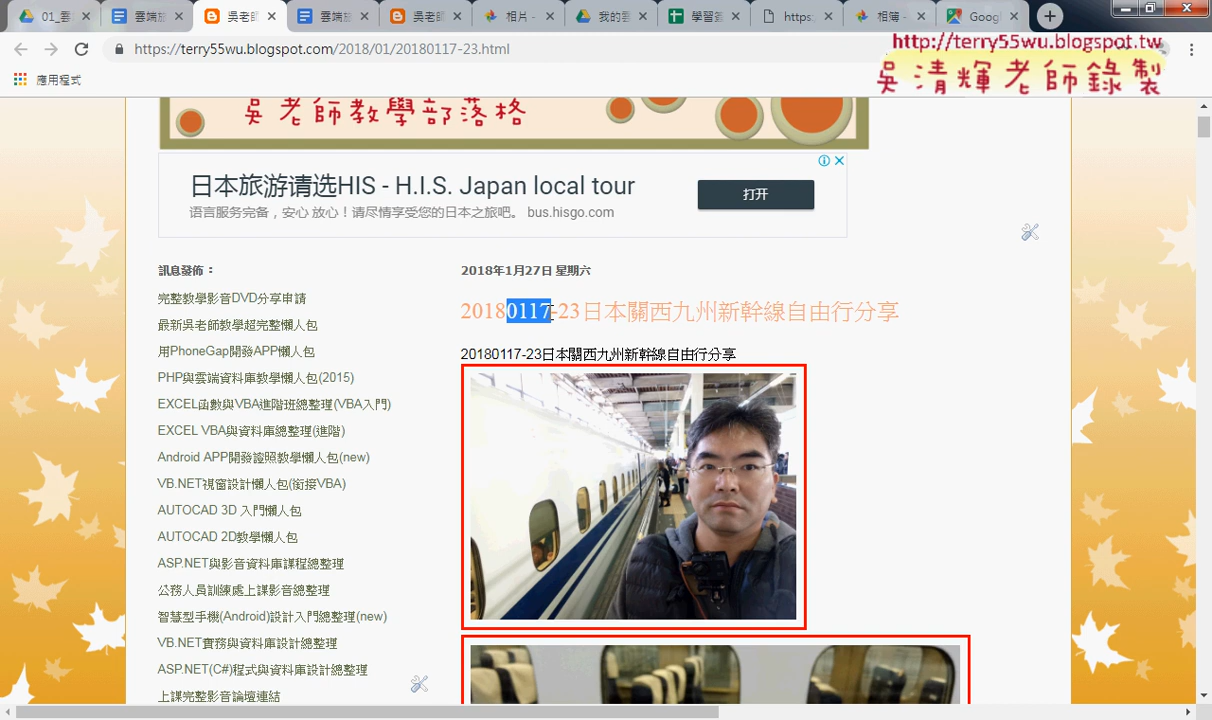 01_雲
雲端旅
吳老師
雲端旅
吳老師
相片 -
我的雲
學習
https:
相簿 -
Googl
https://terry55wu.blogspot.com/2018/01/20180117-23.html
http://terry55wu.blogspot.tw
吳清輝老師錄製
應用程式
吳老師教學部落格
日本旅游请选HIS - H.I.S. Japan local tour
语言服务完备，安心 放心！请尽情享受您的日本之旅吧。 bus.hisgo.com
打开
訊息發佈：
完整教學影音DVD分享申請
最新吳老師教學超完整懶人包
用PhoneGap開發APP懶人包
PHP與雲端資料庫教學懶人包(2015)
EXCEL函數與VBA進階班總整理(VBA入門)
EXCEL VBA與資料庫總整理(進階)
Android APP開發證照教學懶人包(new)
VB.NET視窗設計懶人包(銜接VBA)
AUTOCAD 3D 入門懶人包
AUTOCAD 2D教學懶人包
ASP.NET與影音資料庫課程總整理
公務人員訓練處上課影音總整理
智慧型手機(Android)設計入門總整理(new)
VB.NET實務與資料庫設計總整理
ASP.NET(C#)程式與資料庫設計總整理
上課完整影音論壇連結
2018年1月27日 星期六
20180117-23日本關西九州新幹線自由行分享
20180117-23日本關西九州新幹線自由行分享